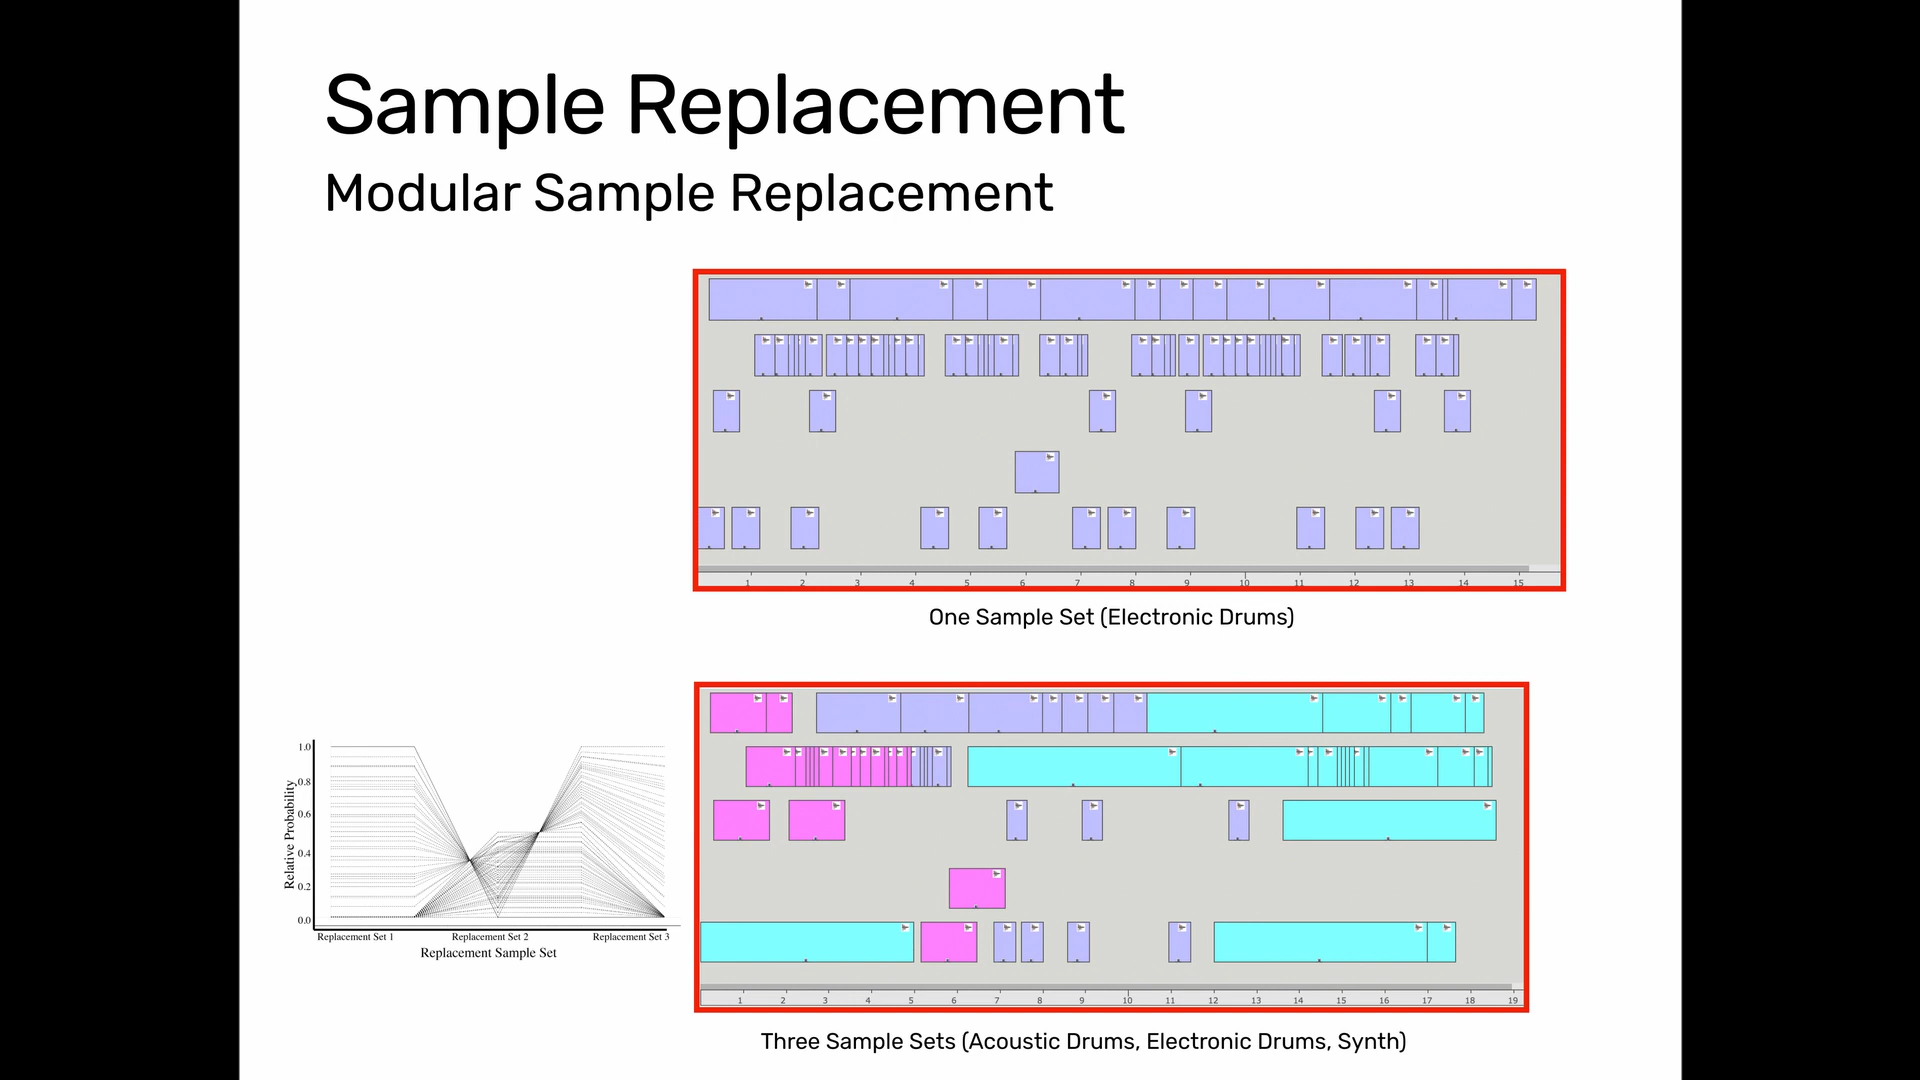 Sample Replacement
Modular Sample Replacement
1 2 3 4 5 6 7 8 9 10 11 12 13 14 15
One Sample Set (Electronic Drums)
1.0
0.8
0.6
0.4
0.2
0.0
Relative Probability
Replacement Set 1 Replacement Set 2 Replacement Set 3
Replacement Sample Set
1 2 3 4 5 6 7 8 9 10 11 12 13 14 15 16 17 18 19
Three Sample Sets (Acoustic Drums, Electronic Drums, Synth)